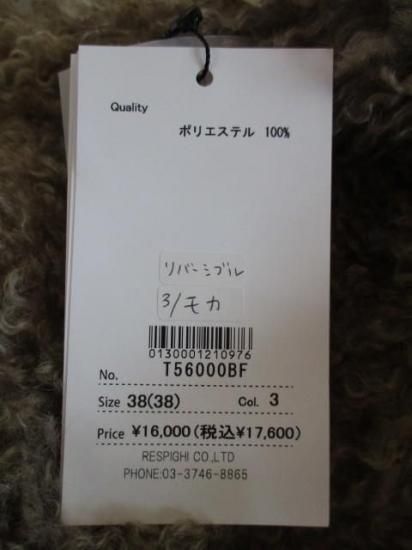 Quality
ポリエステル 100%
リバーシブル
3/モカ
0130001210976
No. T56000BF
Size 38(38) Col. 3
Price ¥16,000(税込¥17,600)
RESPIGHI CO.,LTD
PHONE:03-3746-8865